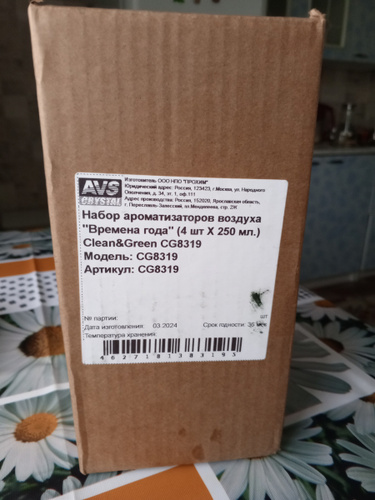 AVS
CRYSTAL
Изготовитель ООО НПО "ПРОХИМ"
Юридический адрес: Россия, 123423, г.Москва, ул. Народного
Ополчения, д. 34, эт. 1; оф.111
Адрес производства: Россия, 152020, Ярославская область,
г. Переславль-Залесский, пл.Менделеева, стр. 2Ж
Набор ароматизаторов воздуха
"Времена года" (4 шт X 250 мл.)
Clean&Green CG8319
Модель: CG8319
Артикул: CG8319
№ партии:
шт
Дата изготовления: 03.2024 Срок годности: 36 мес
Температура хранения:
4627181383195